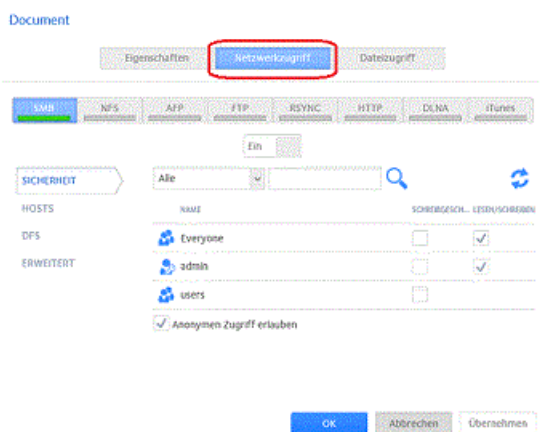 Document
Eigenschaften Netzwerkzugriff Dateizugriff
SMB NFS AFP FTP RSYNC HTTP DLNA iTunes
Ein
SICHERHEIT
Alle
HOSTS
NAME SCHREIBGESCH... LESEN/SCHREIBEN
DFS
Everyone
ERWEITERT
admin
users
Anonymen Zugriff erlauben
OK Abbrechen Übernehmen